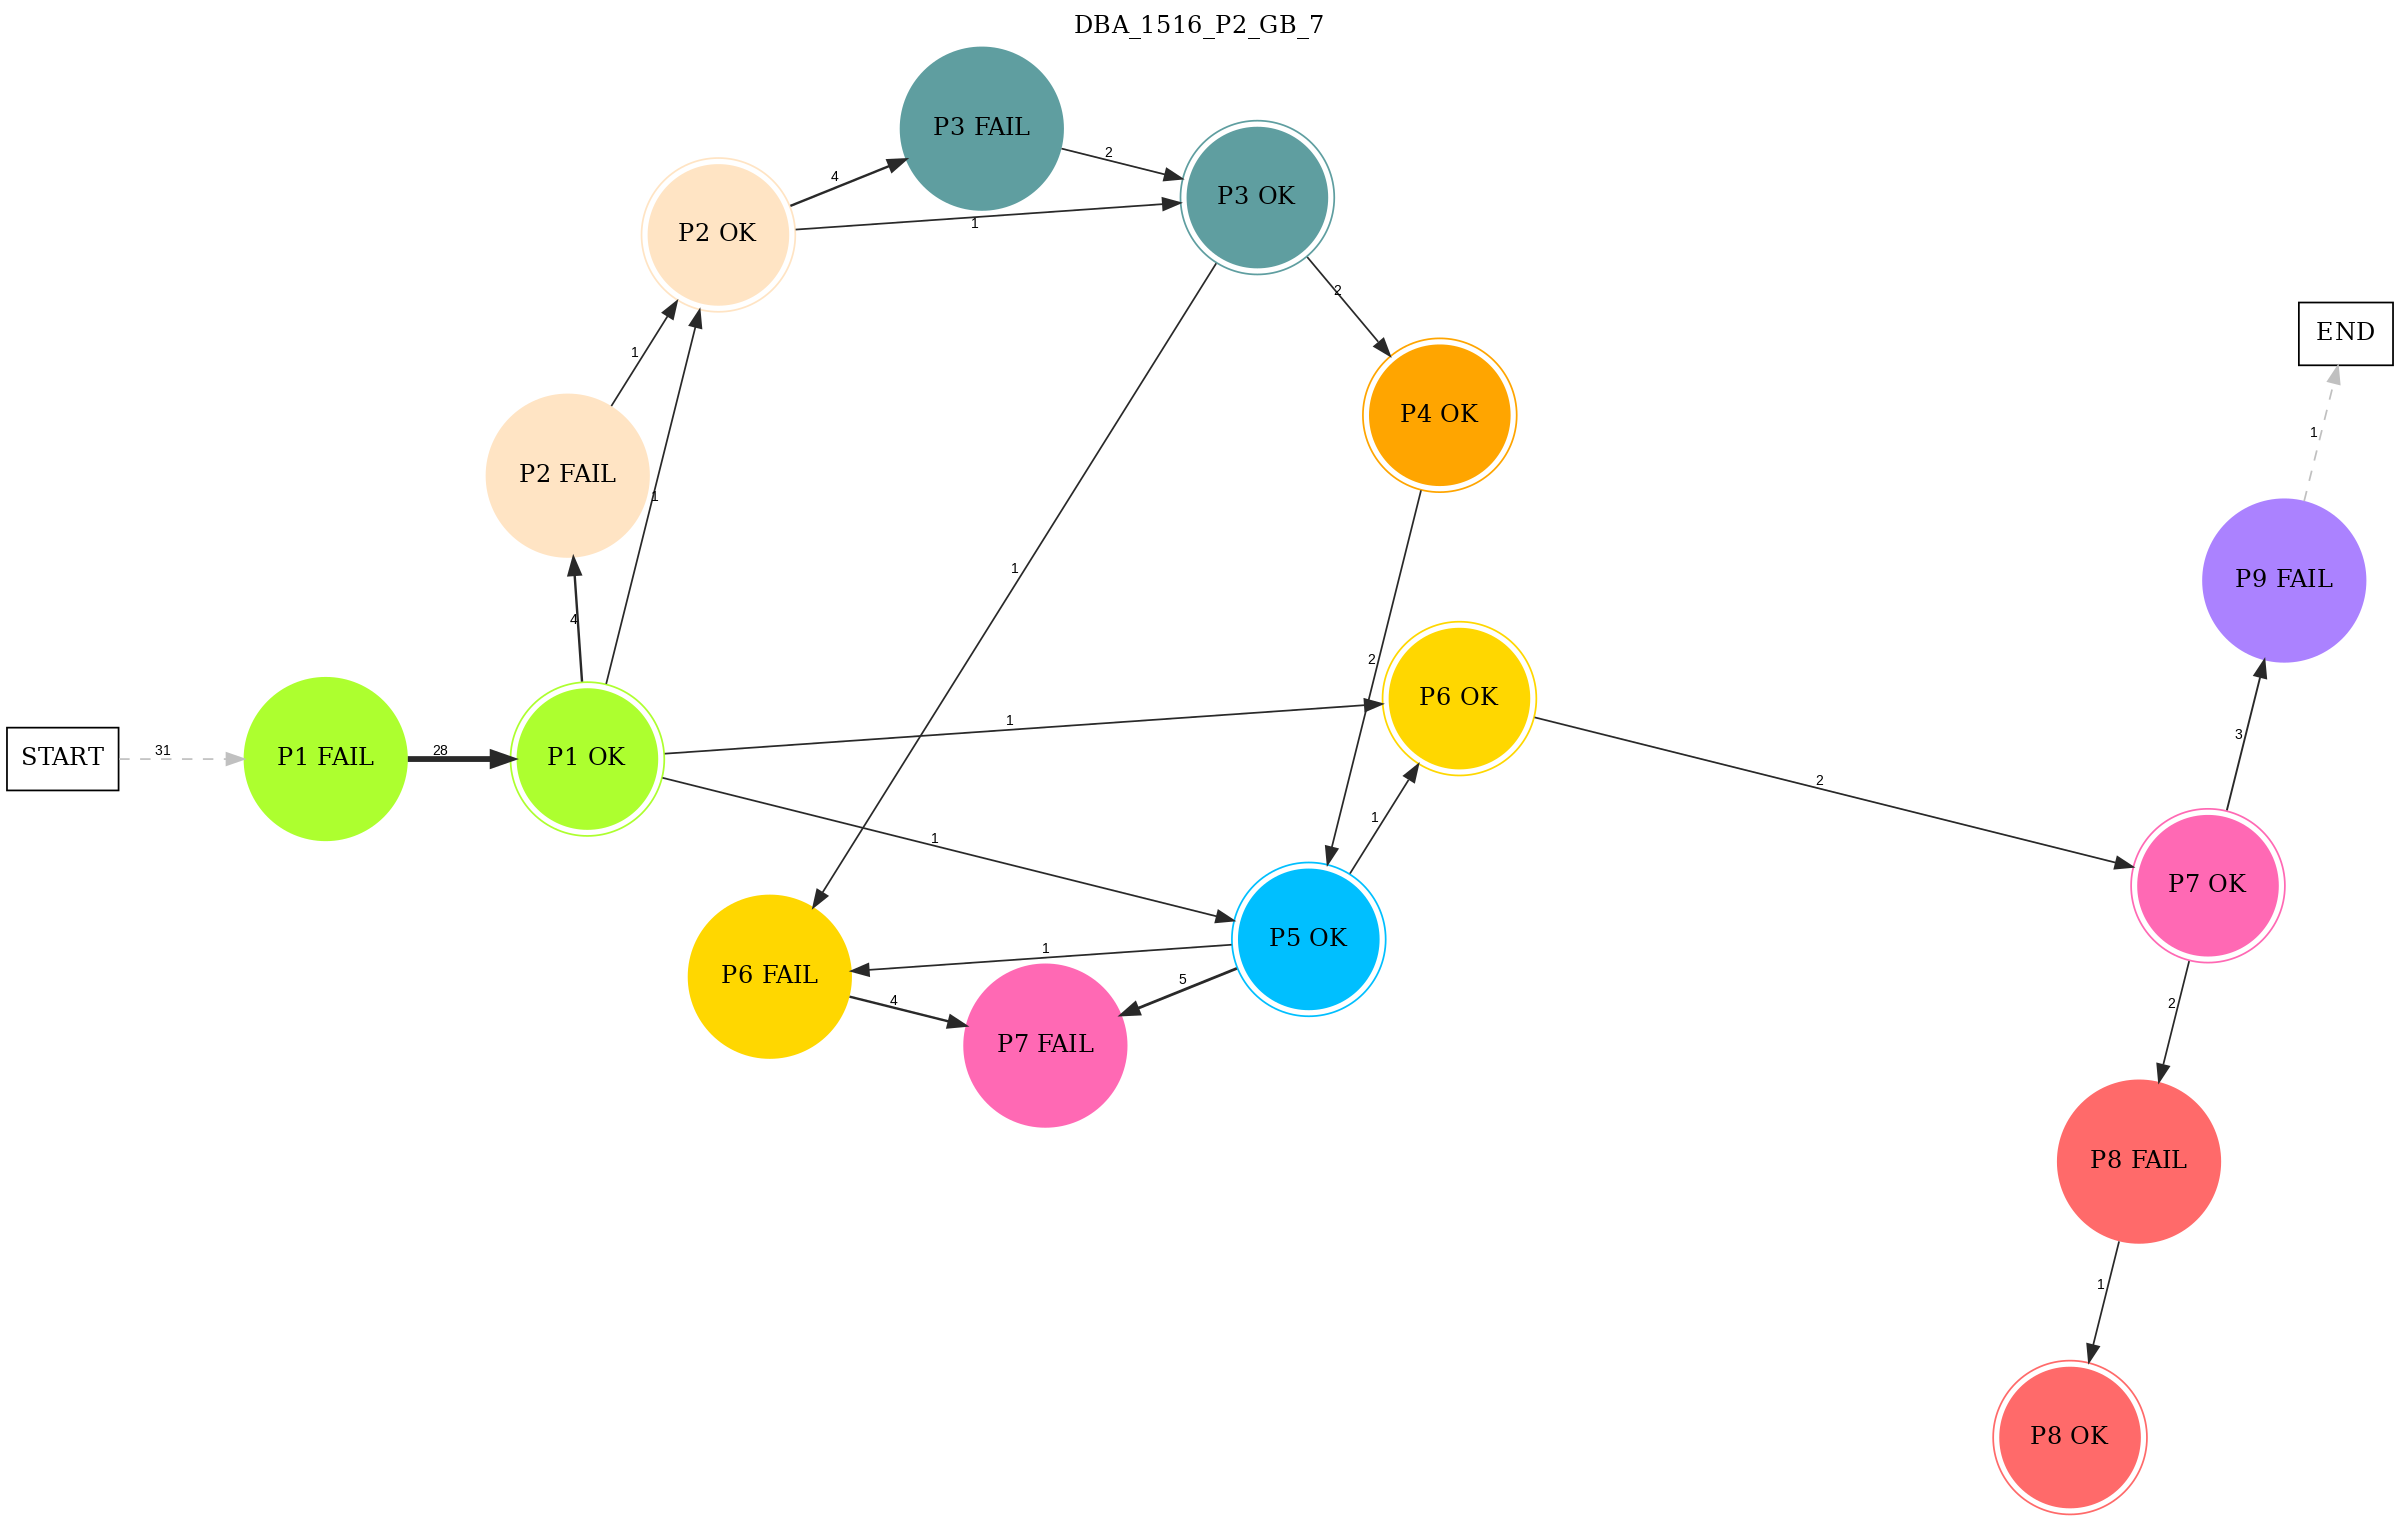 DBA_1516_P2_GB_7
P3 FAIL
2
4
P3 OK
P2 OK
1
2
END
1
P4 OK
1
P2 FAIL
1
1
P9 FAIL
4
2
P6 OK
1
3
START
31
P1 FAIL
28
P1 OK
2
1
1
P7 OK
P5 OK
1
P6 FAIL
5
4
2
P7 FAIL
P8 FAIL
1
P8 OK